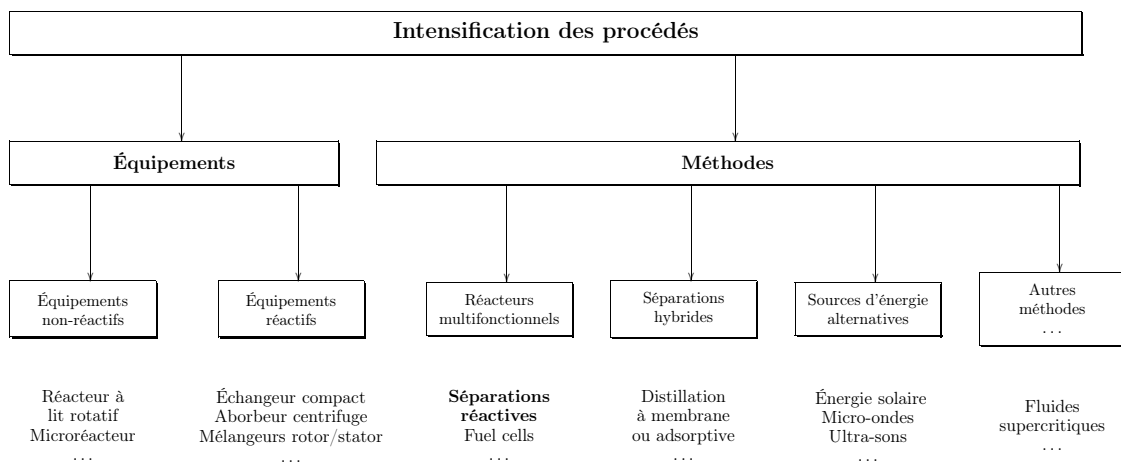 Intensification des procédés
Équipements
Méthodes
Équipements
non-réactifs
Équipements
réactifs
Réacteurs
multifonctionnels
Séparations
hybrides
Sources d'énergie
alternatives
Autres
méthodes
...
Réacteur à
lit rotatif
Microréacteur
...
Échangeur compact
Aborbeur centrifuge
Mélangeurs rotor/stator
...
Séparations
réactives
Fuel cells
...
Distillation
à membrane
ou adsorptive
...
Énergie solaire
Micro-ondes
Ultra-sons
...
Fluides
supercritiques
...